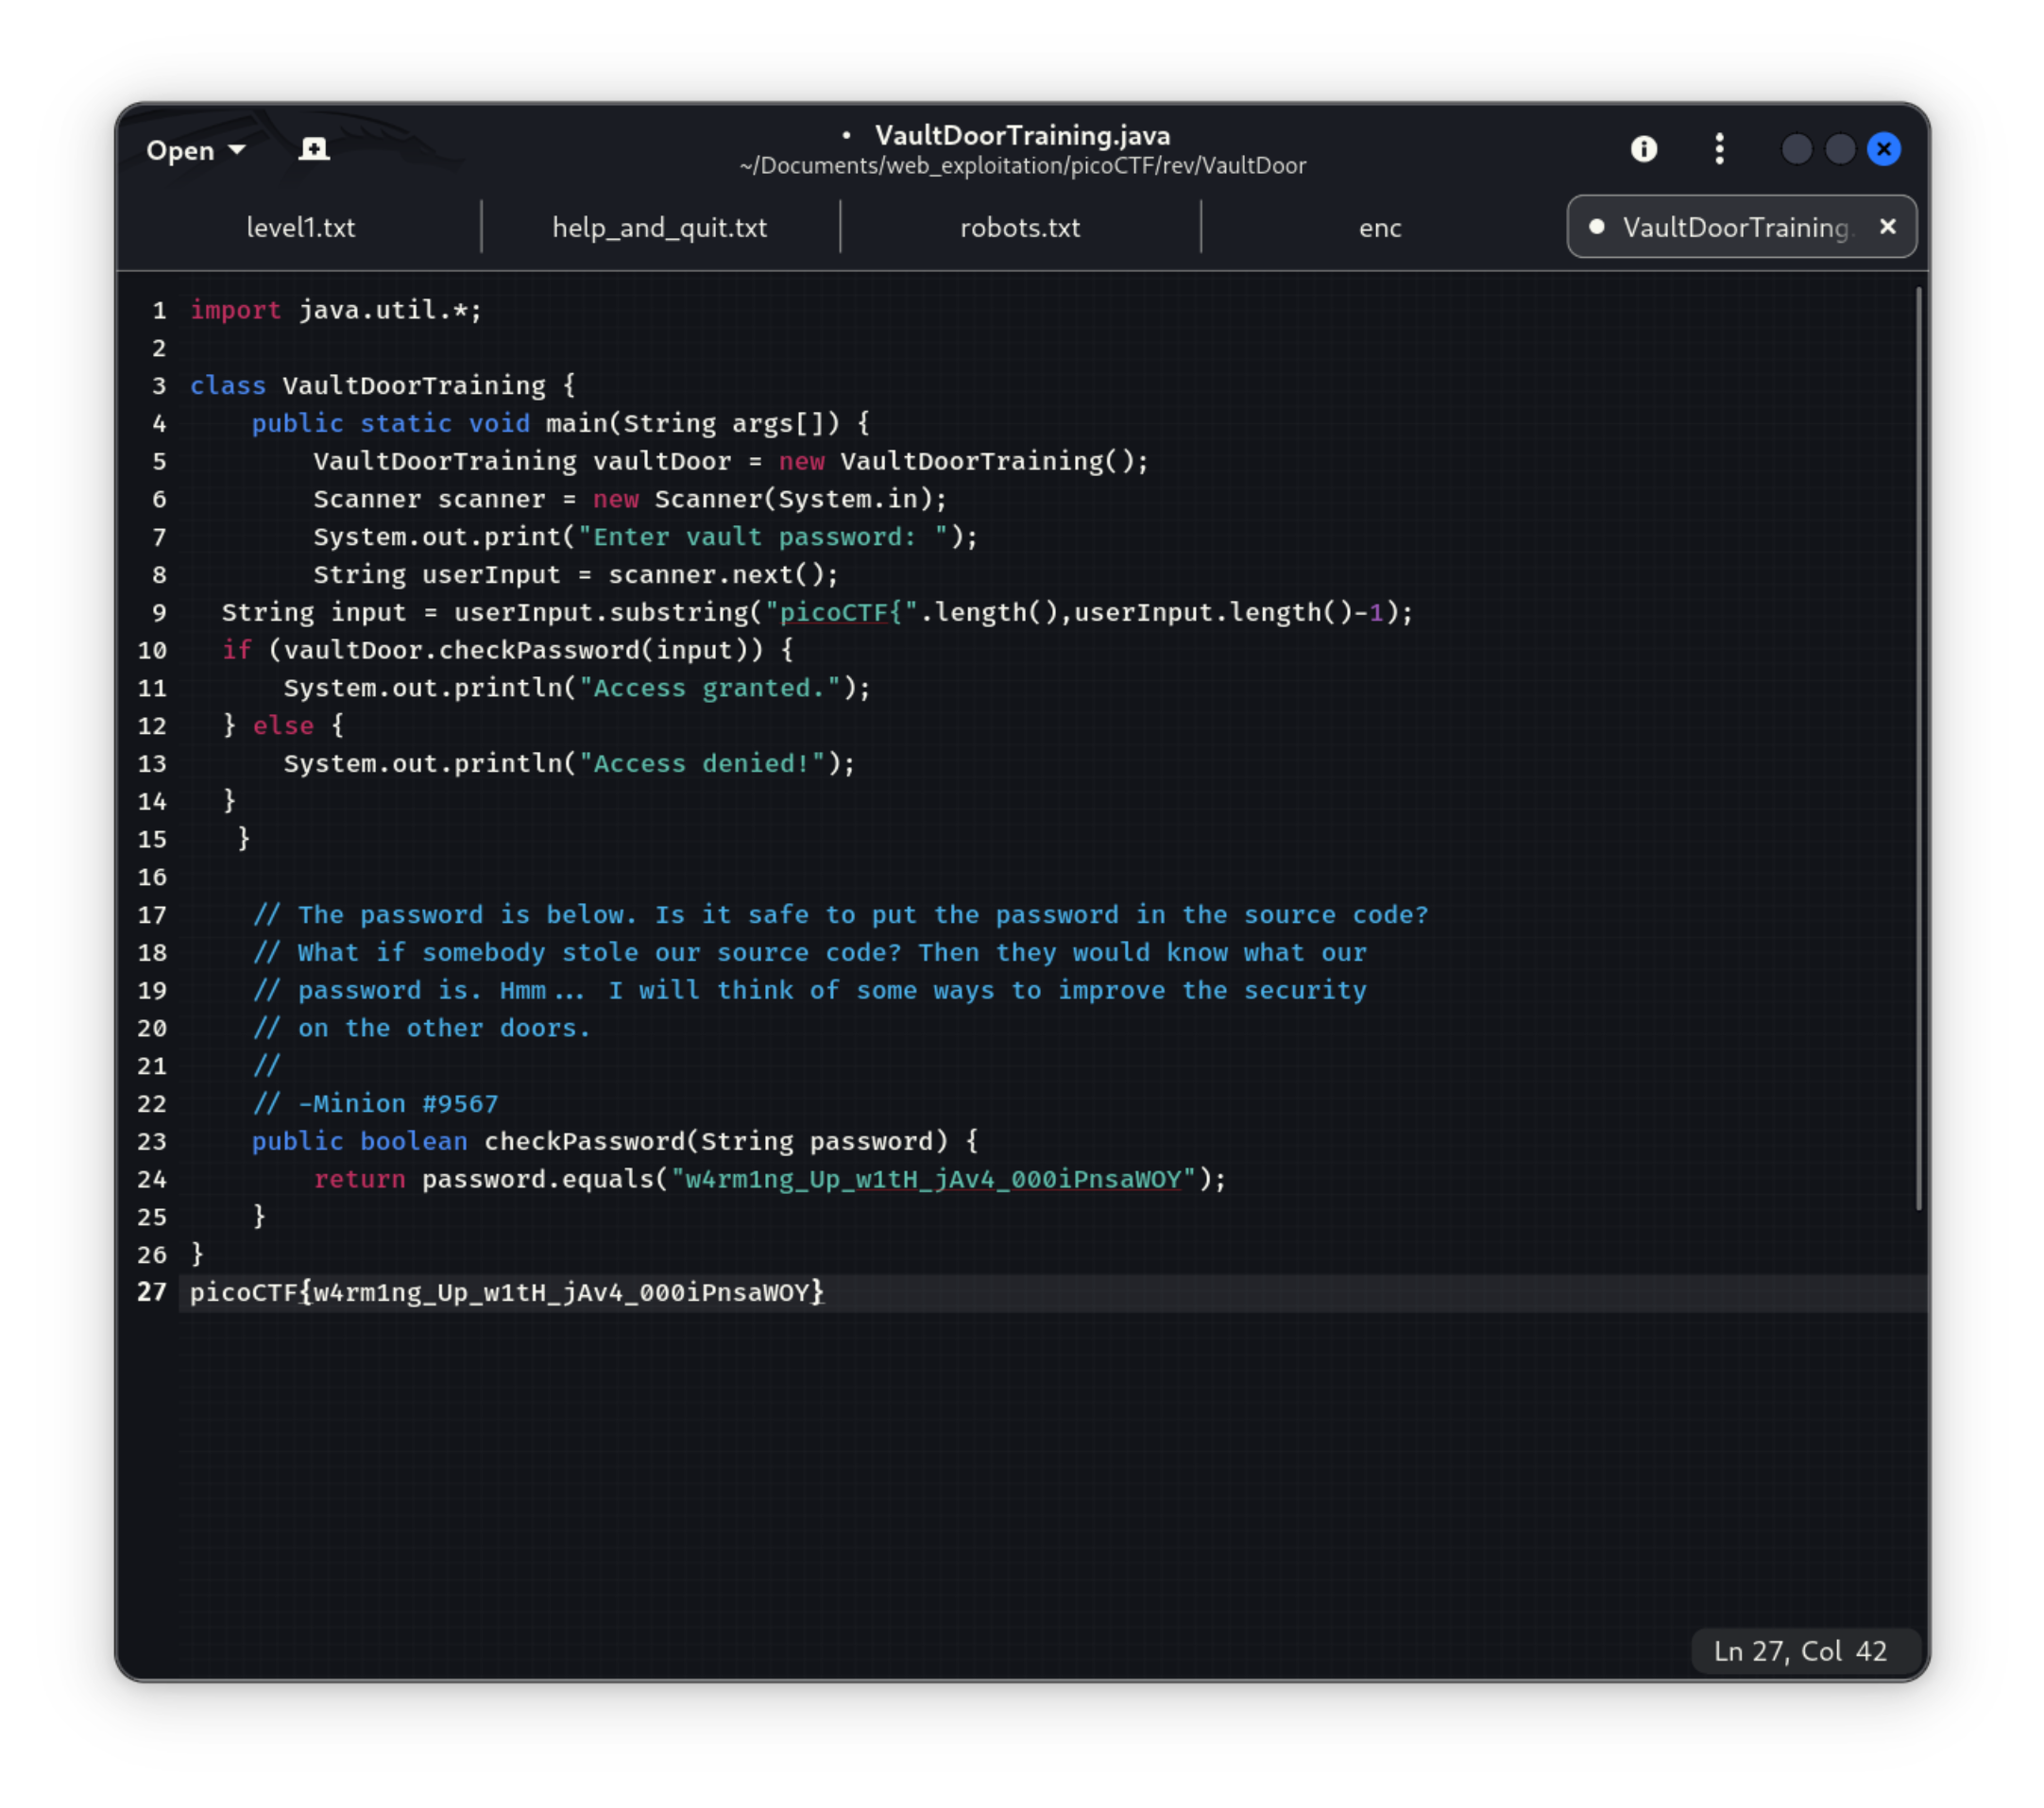 Open
• VaultDoorTraining.java
~/Documents/web_exploitation/picoCTF/rev/VaultDoor
level1.txt
help_and_quit.txt
robots.txt
enc
● VaultDoorTraining.
1 import java.util.*;
2
3 class VaultDoorTraining {
4     public static void main(String args[]) {
5         VaultDoorTraining vaultDoor = new VaultDoorTraining();
6         Scanner scanner = new Scanner(System.in);
7         System.out.print("Enter vault password: ");
8         String userInput = scanner.next();
9   String input = userInput.substring("picoCTF{".length(),userInput.length()-1);
10   if (vaultDoor.checkPassword(input)) {
11       System.out.println("Access granted.");
12   } else {
13       System.out.println("Access denied!");
14   }
15    }
16
17     // The password is below. Is it safe to put the password in the source code?
18     // What if somebody stole our source code? Then they would know what our
19     // password is. Hmm... I will think of some ways to improve the security
20     // on the other doors.
21     //
22     // -Minion #9567
23     public boolean checkPassword(String password) {
24         return password.equals("w4rm1ng_Up_w1tH_jAv4_000iPnsaWOY");
25     }
26 }
27 picoCTF{w4rm1ng_Up_w1tH_jAv4_000iPnsaWOY}
Ln 27, Col 42